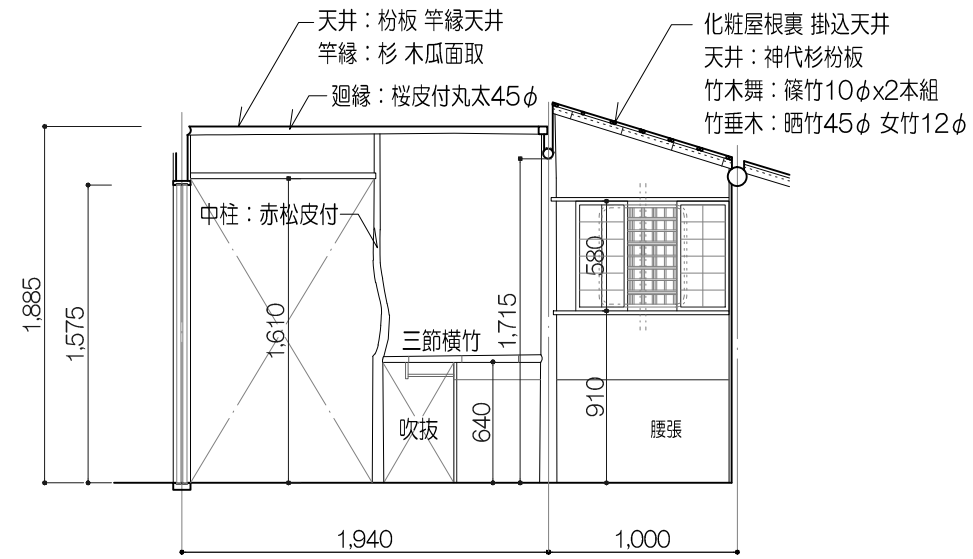 天井：杦板 竿縁天井
竿縁：杉 木瓜面取
廻縁：桜皮付丸太45φ
化粧屋根裏 掛込天井
天井：神代杉杦板
竹木舞：篠竹10φx2本組
竹垂木：晒竹45φ 女竹12φ
中柱：赤松皮付
1,885
1,575
1,610
1,715
580
三節横竹
吹抜
640
910
腰張
1,940
1,000